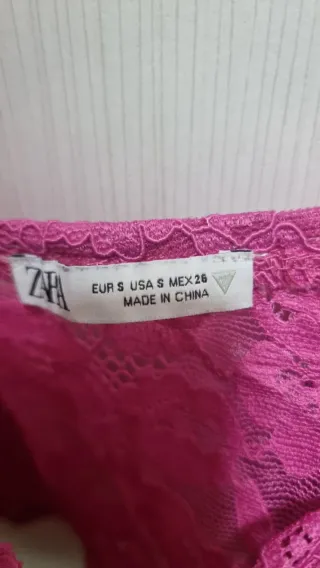 ZARA
EUR S USA S MEX 26
MADE IN CHINA